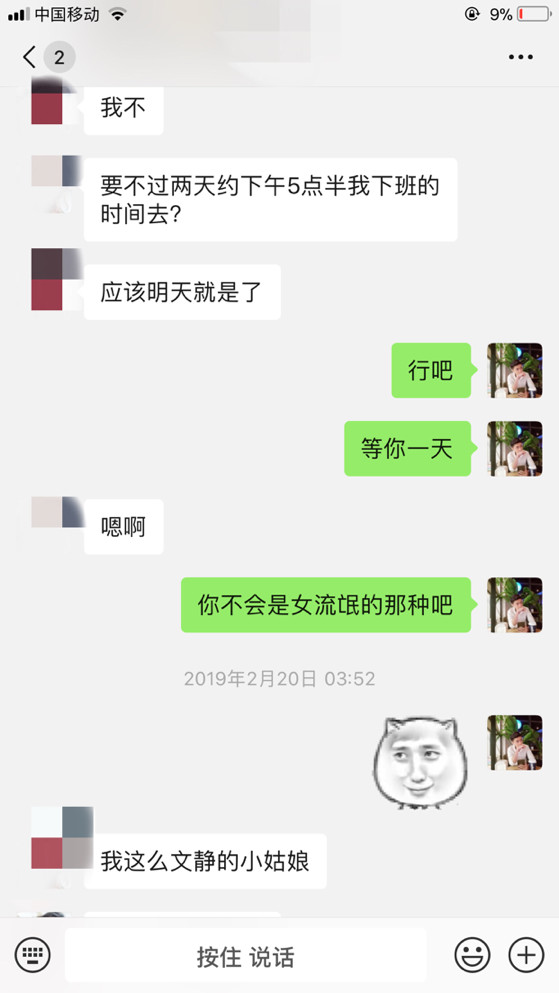 中国移动
9%
2
我不
要不过两天约下午5点半我下班的
时间去?
应该明天就是了
行吧
等你一天
嗯啊
你不会是女流氓的那种吧
2019年2月20日 03:52
我这么文静的小姑娘
按住 说话